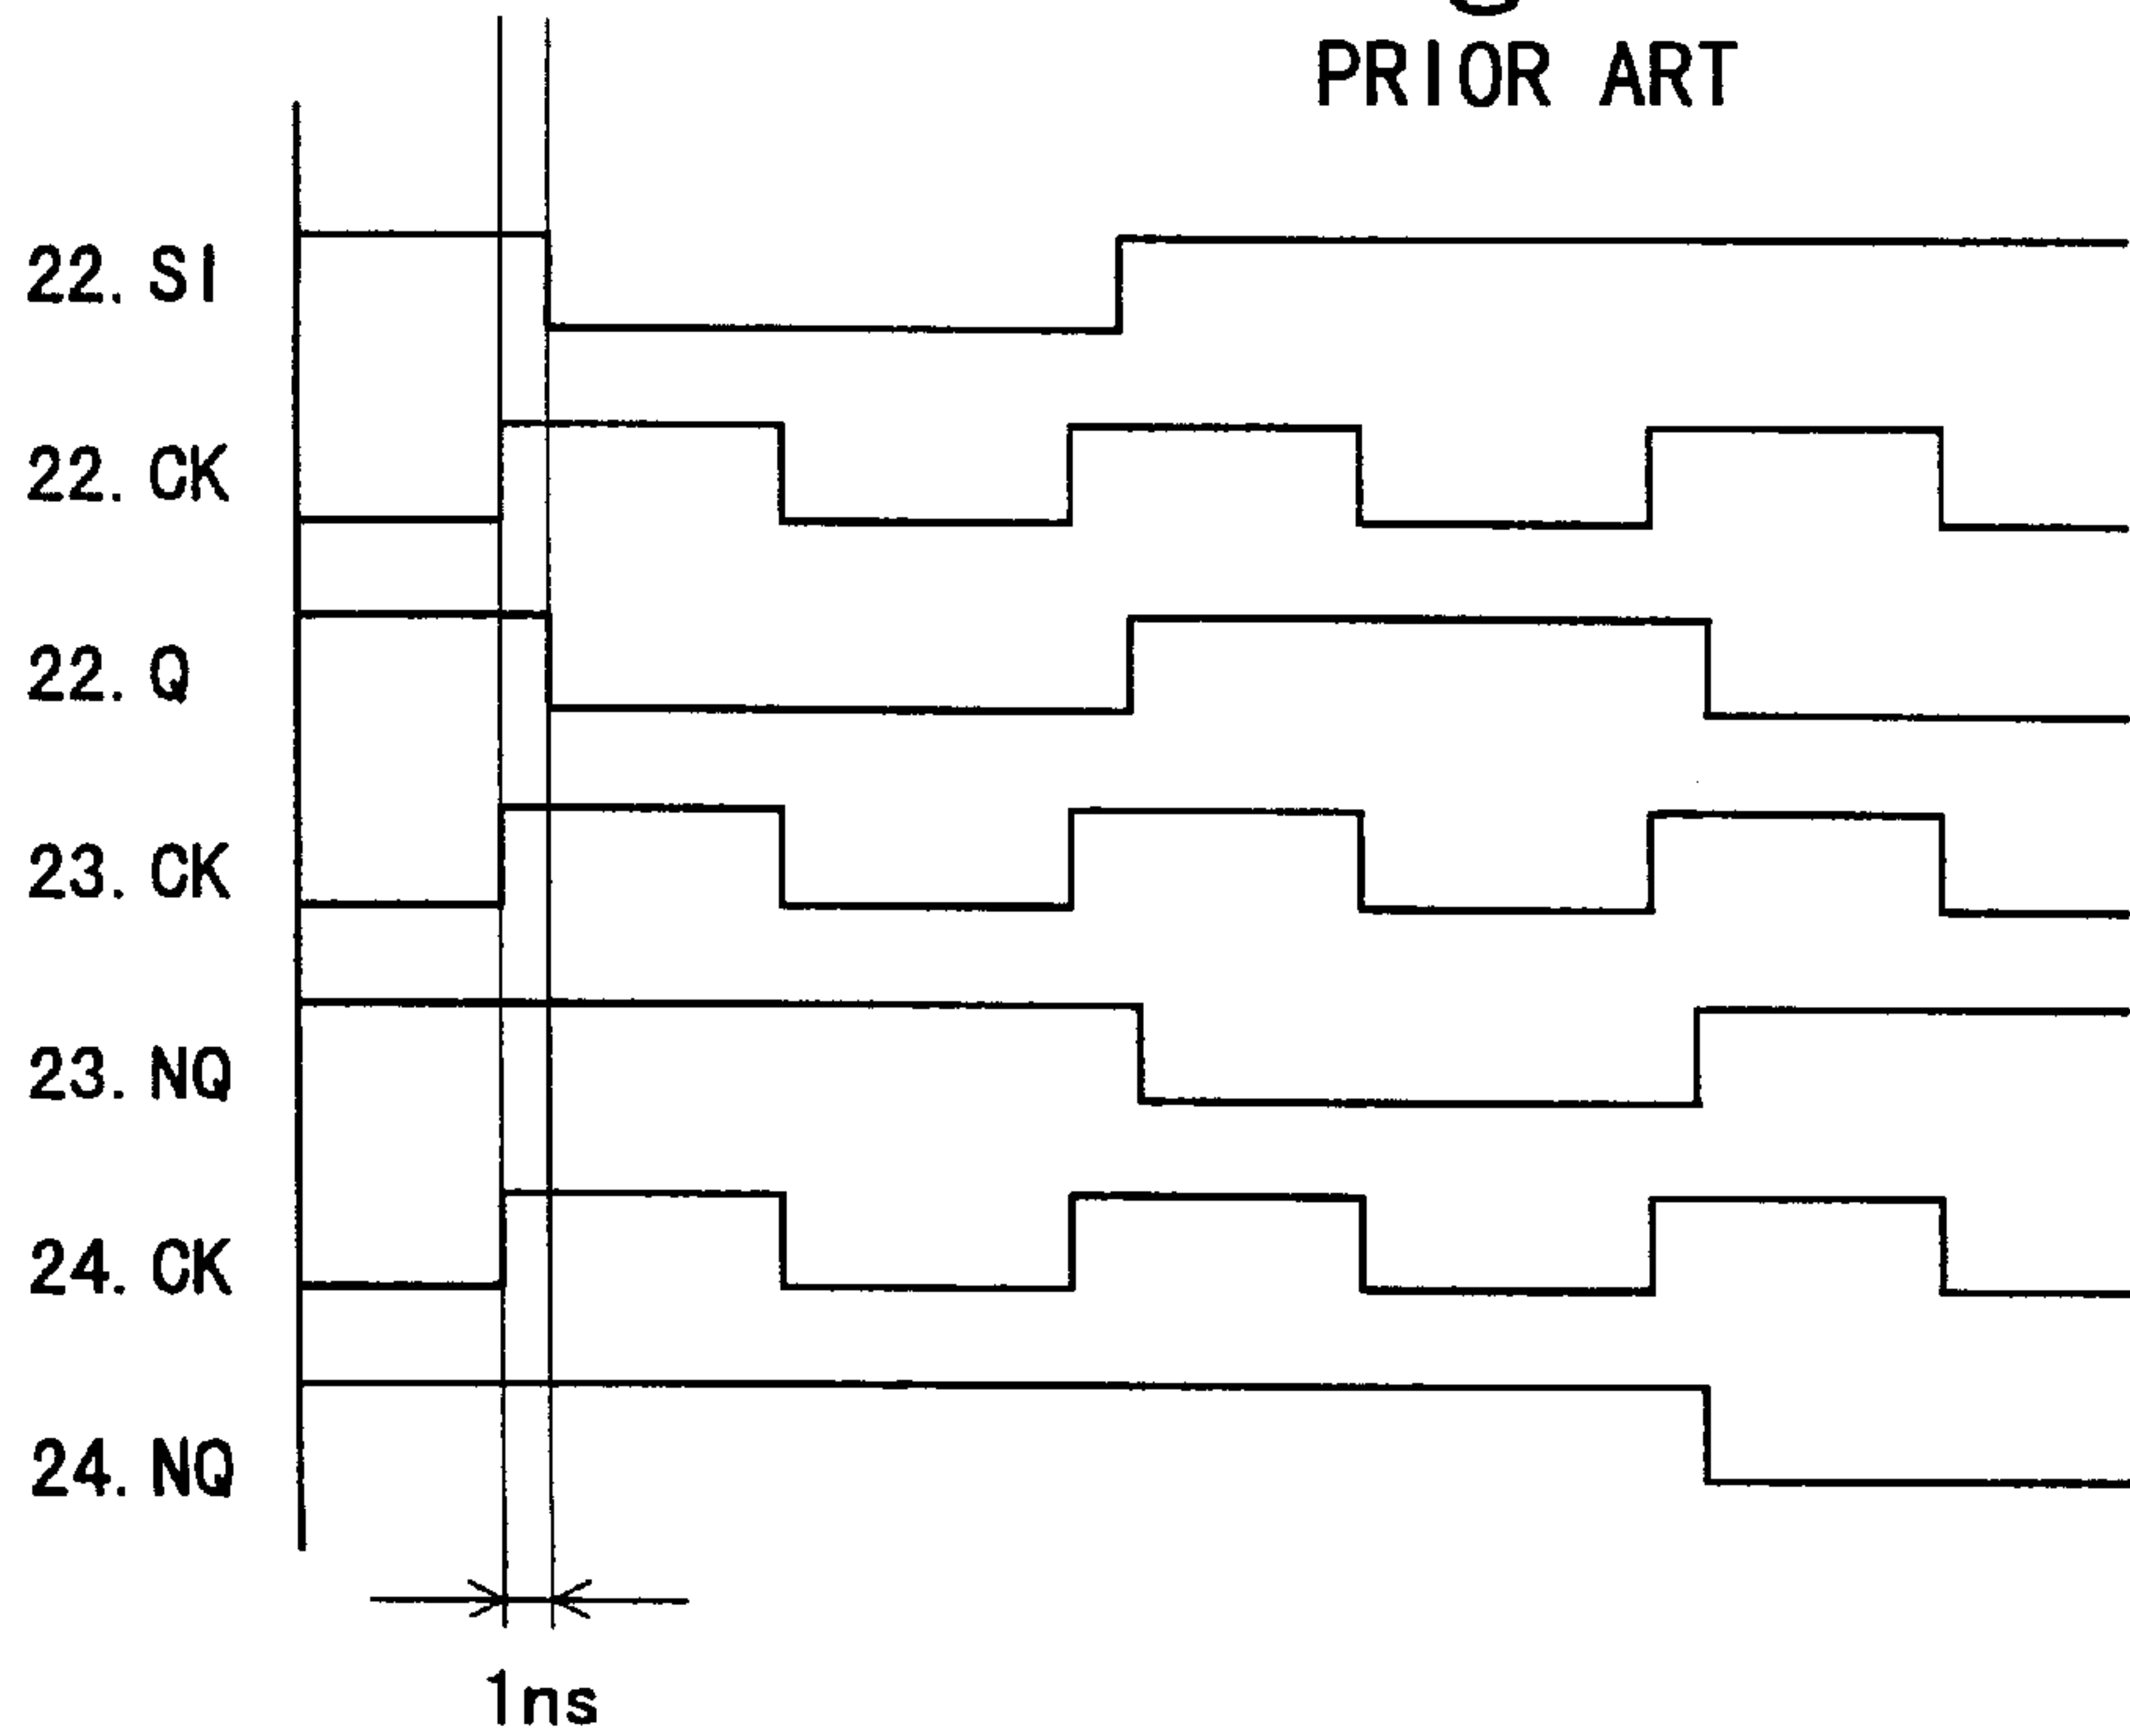 PRIOR ART
22. SI
22. CK
22. Q
23. CK
23. NQ
24. CK
24. NQ
1ns